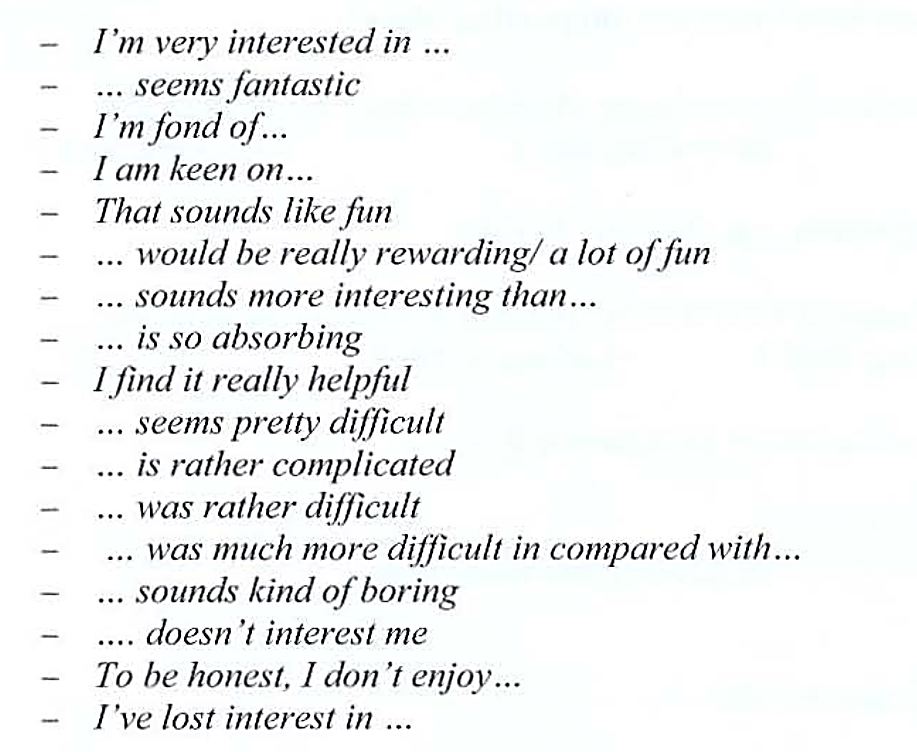 – I'm very interested in ...
– ... seems fantastic
– I'm fond of...
– I am keen on...
– That sounds like fun
– ... would be really rewarding/ a lot of fun
– ... sounds more interesting than...
– ... is so absorbing
– I find it really helpful
– ... seems pretty difficult
– ... is rather complicated
– ... was rather difficult
– ... was much more difficult in compared with...
– ... sounds kind of boring
– .... doesn't interest me
– To be honest, I don't enjoy...
– I've lost interest in ...